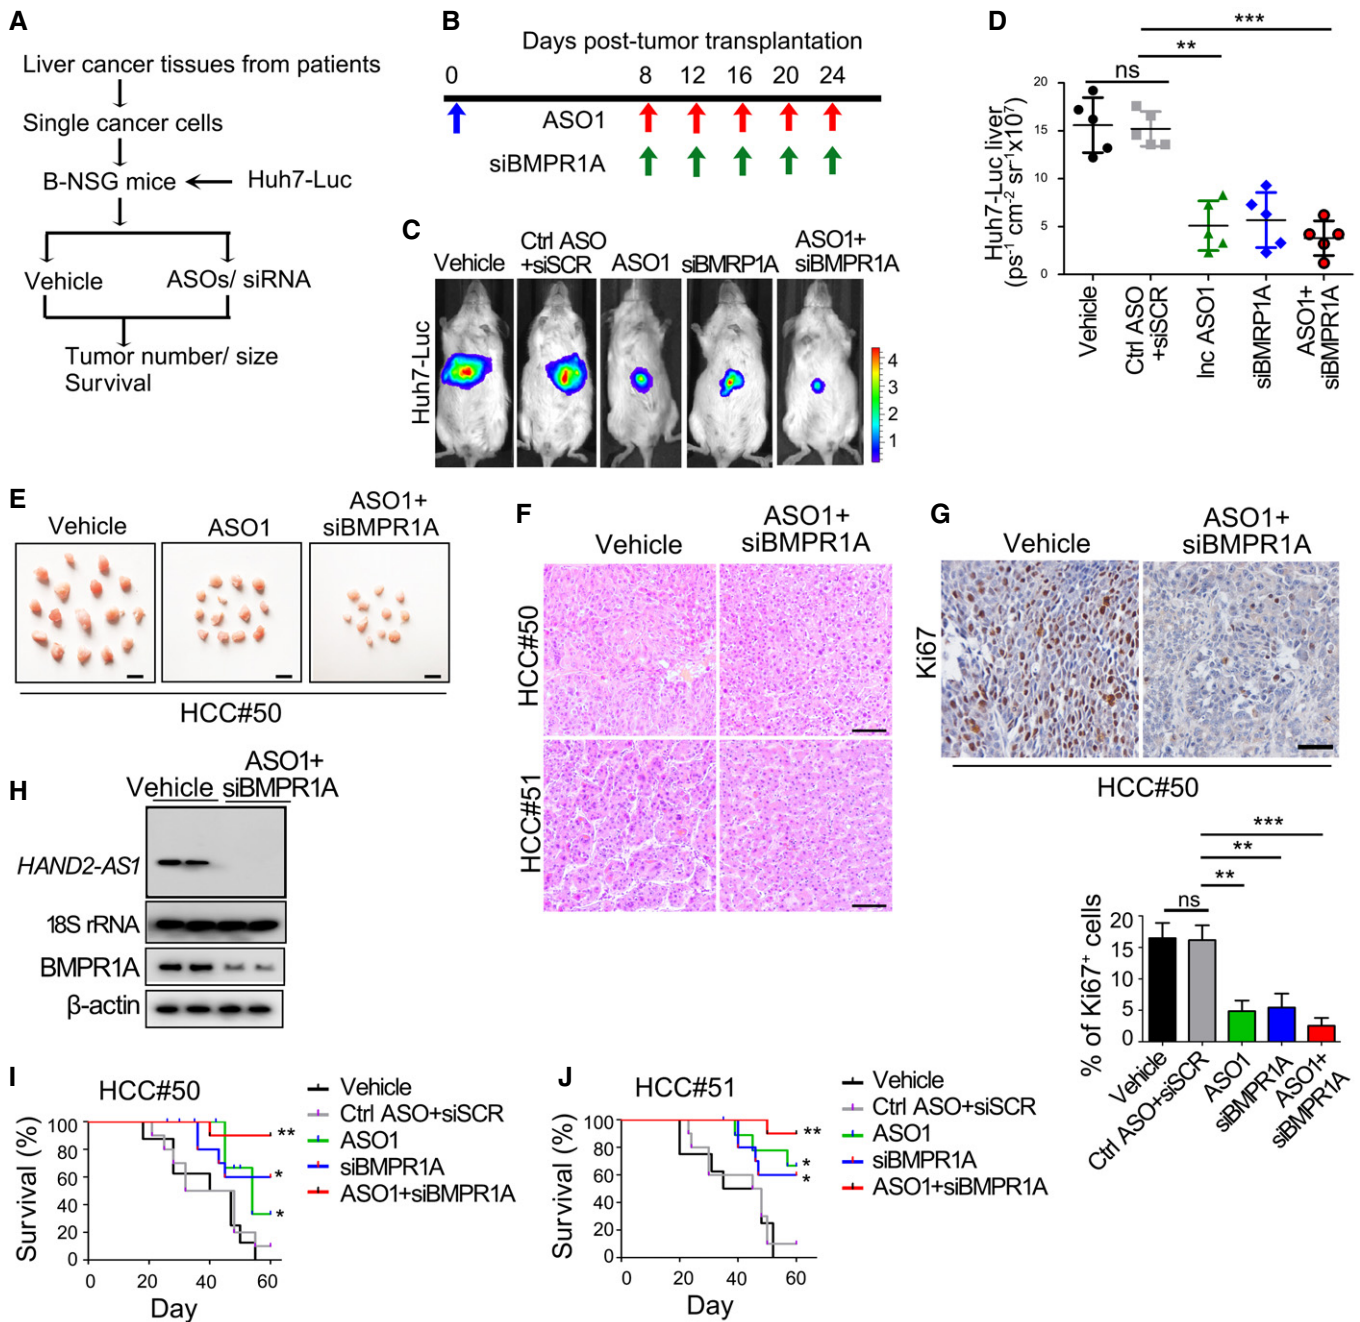 A
Liver cancer tissues from patients
Single cancer cells
B-NSG mice
Huh7-Luc
Vehicle
ASOs/ siRNA
Tumor number/ size
Survival
B
Days post-tumor transplantation
0 8 12 16 20 24
ASO1
siBMPR1A
C
Vehicle
Ctrl ASO
+siSCR
ASO1
siBMRP1A
ASO1+
siBMPR1A
Huh7-Luc
4
3
2
1
D
***
**
ns
Huh7-Luc liver
(ps⁻¹ cm⁻² sr⁻¹x10⁷)
20
15
10
5
0
Vehicle
Ctrl ASO
+siSCR
lnc ASO1
siBMRP1A
ASO1+
siBMPR1A
E
Vehicle
ASO1
ASO1+
siBMPR1A
HCC#50
F
Vehicle
ASO1+
siBMPR1A
HCC#50
HCC#51
G
Vehicle
ASO1+
siBMPR1A
Ki67
HCC#50
***
**
**
ns
% of Ki67⁺ cells
20
15
5
0
Vehicle
Ctrl ASO+siSCR
ASO1
siBMPR1A
ASO1+
siBMPR1A
H
Vehicle
ASO1+
siBMPR1A
HAND2-AS1
18S rRNA
BMPR1A
β-actin
I
HCC#50
Survival (%)
100
80
60
40
20
0
0 20 40 60
Day
**
*
*
Vehicle
Ctrl ASO+siSCR
ASO1
siBMPR1A
ASO1+siBMPR1A
J
HCC#51
Survival (%)
100
80
60
40
20
0
0 20 40 60
Day
**
*
*
Vehicle
Ctrl ASO+siSCR
ASO1
siBMPR1A
ASO1+siBMPR1A